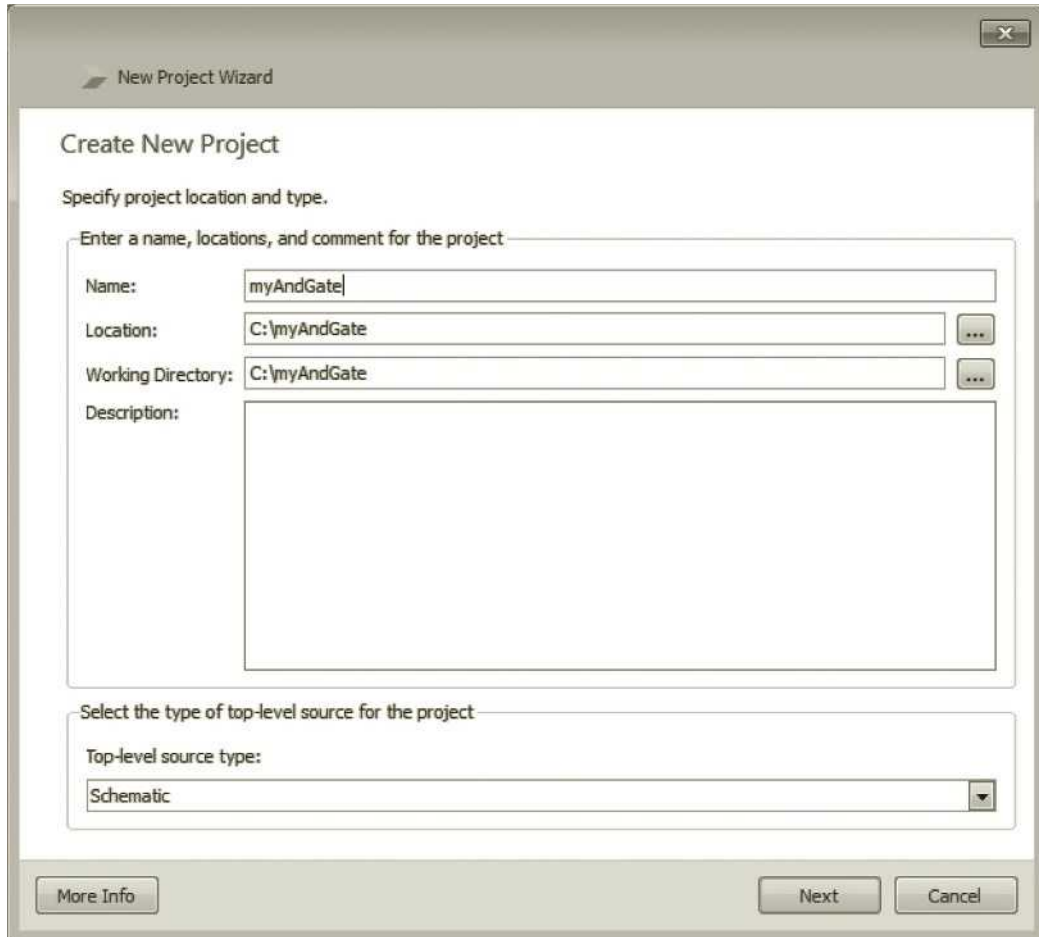 New Project Wizard
Create New Project
Specify project location and type.
Enter a name, locations, and comment for the project
Name: myAndGate
Location: C:\myAndGate ...
Working Directory: C:\myAndGate ...
Description:
Select the type of top-level source for the project
Top-level source type:
Schematic
More Info Next Cancel